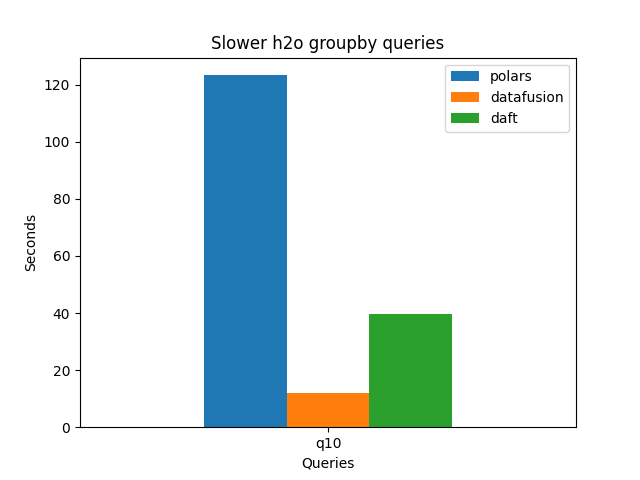 Slower h2o groupby queries
polars
datafusion
daft
120
100
80
60
40
20
0
Seconds
q10
Queries